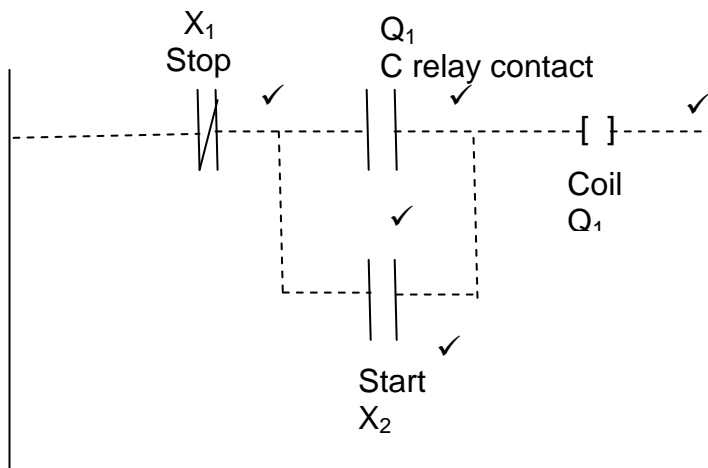 X₁
Stop
Q₁
C relay contact
✓
✓
✓
[ ]
Coil
Q₁
✓
✓
Start
X₂